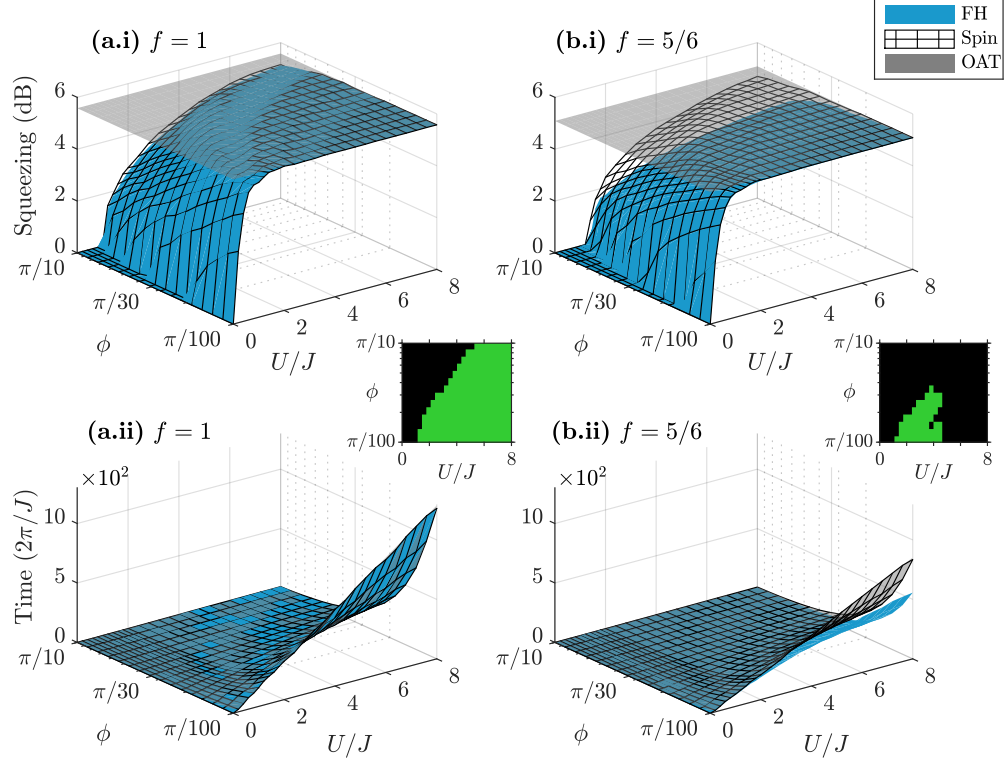 FH
Spin
OAT
(a.i) f = 1
(b.i) f = 5/6
Squeezing (dB)
6
4
2
0
π/10
π/30
π/100
ϕ
0
2
4
6
8
U/J
6
4
2
0
π/10
π/30
π/100
ϕ
0
2
4
6
8
U/J
π/10
ϕ
π/100
0
8
U/J
π/10
ϕ
π/100
0
8
U/J
(a.ii) f = 1
(b.ii) f = 5/6
×10²
Time (2π/J)
10
5
0
π/10
π/30
π/100
ϕ
0
2
4
6
8
U/J
×10²
10
5
0
π/10
π/30
π/100
ϕ
0
2
4
6
8
U/J